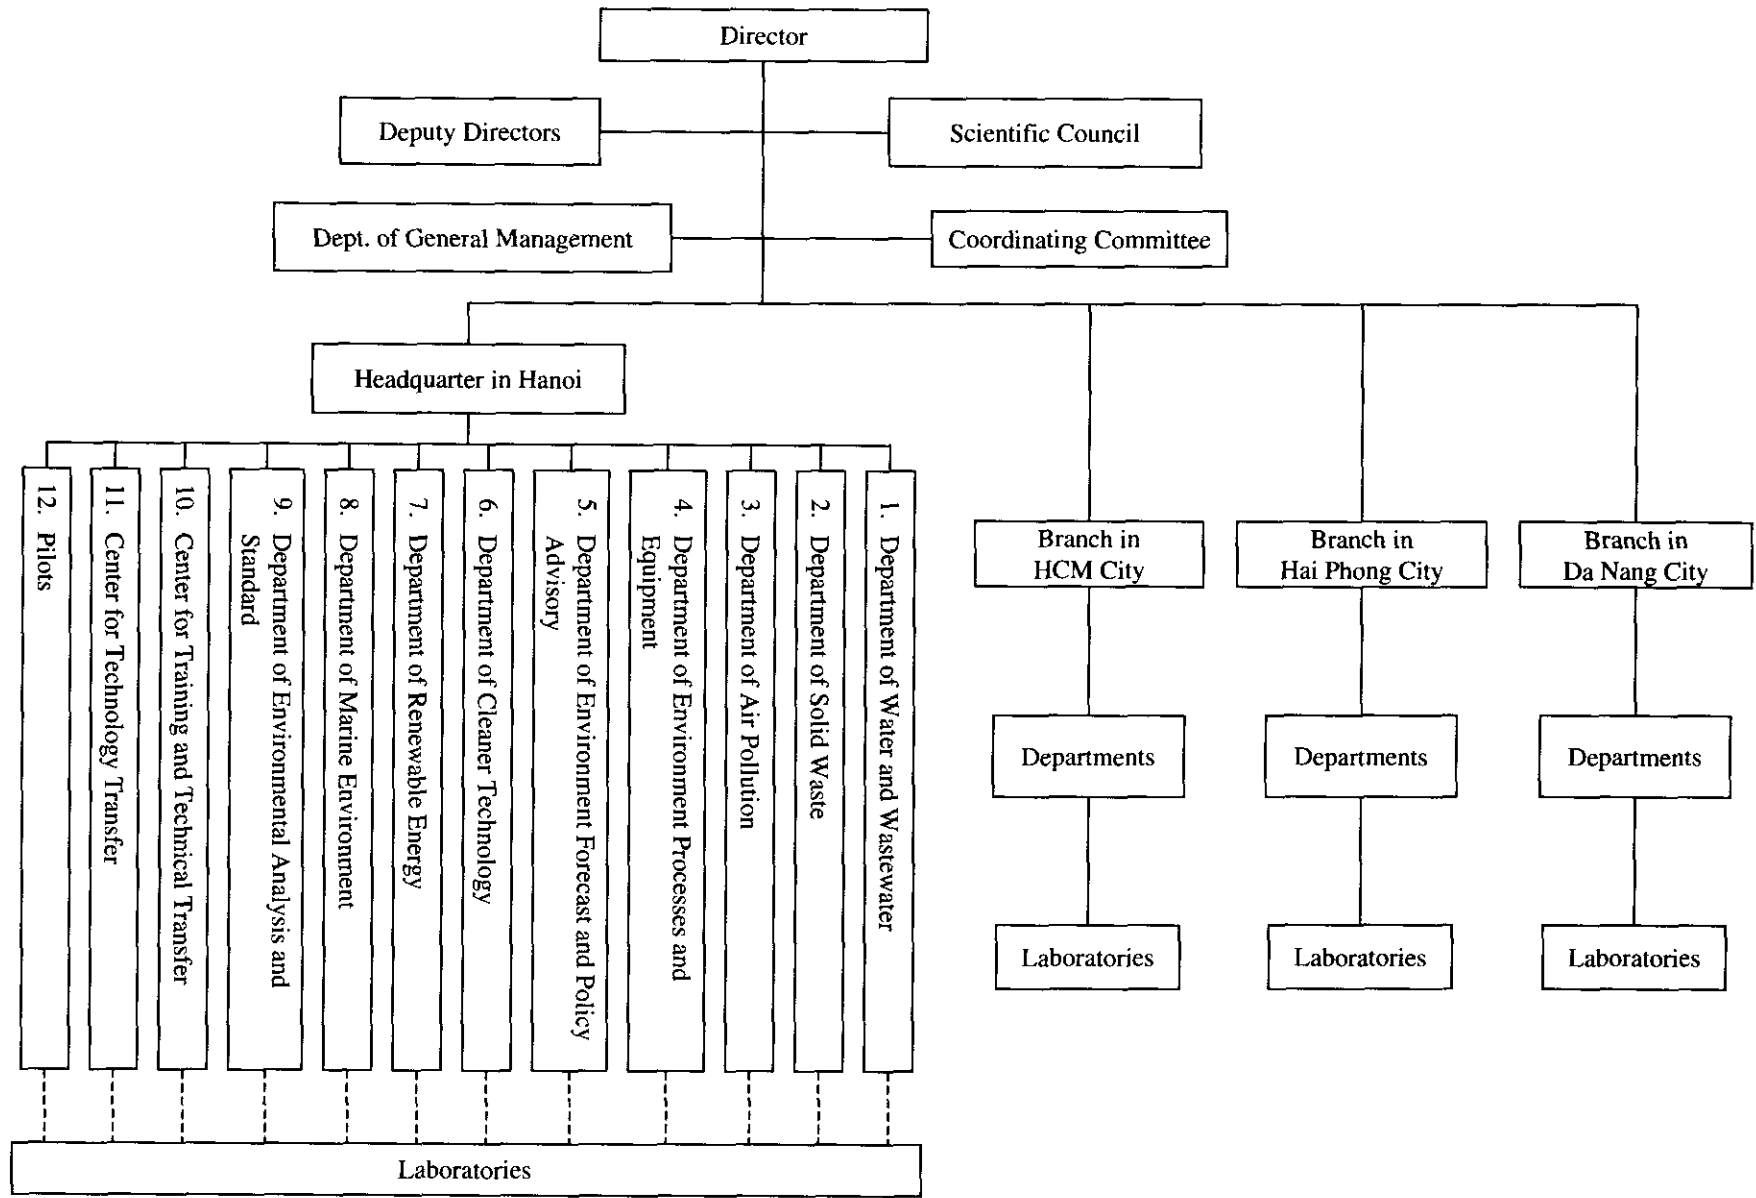 Director
Deputy Directors
Scientific Council
Dept. of General Management
Coordinating Committee
Headquarter in Hanoi
12. Pilots
11. Center for Technology Transfer
10. Center for Training and Technical Transfer
9. Department of Environmental Analysis and
Standard
8. Department of Marine Environment
7. Department of Renewable Energy
6. Department of Cleaner Technology
5. Department of Environment Forecast and Policy
Advisory
4. Department of Environment Processes and
Equipment
3. Department of Air Pollution
2. Department of Solid Waste
1. Department of Water and Wastewater
Branch in
HCM City
Branch in
Hai Phong City
Branch in
Da Nang City
Departments
Departments
Departments
Laboratories
Laboratories
Laboratories
Laboratories